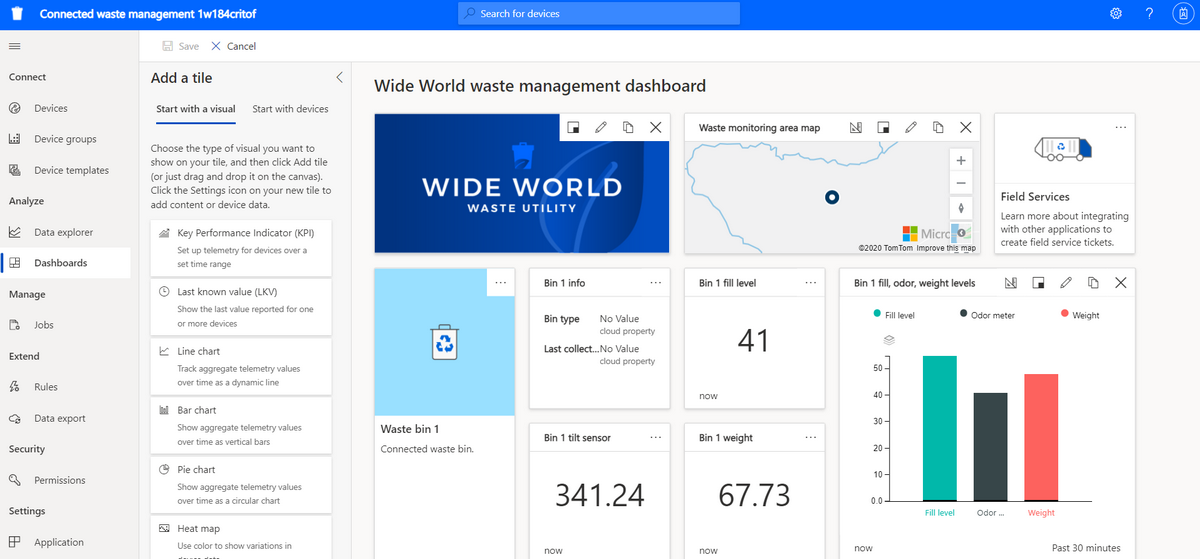 Connected waste management 1w184critof
Search for devices
?
Save
Cancel
Connect
Devices
Device groups
Device templates
Analyze
Data explorer
Dashboards
Manage
Jobs
Extend
Rules
Data export
Security
Permissions
Settings
Application
Add a tile
Start with a visual
Start with devices
Choose the type of visual you want to
show on your tile, and then click Add tile
(or just drag and drop it on the canvas).
Click the Settings icon on your new tile to
add content or device data.
Key Performance Indicator (KPI)
Set up telemetry for devices over a
set time range
Last known value (LKV)
Show the last value reported for one
or more devices
Line chart
Track aggregate telemetry values
over time as a dynamic line
Bar chart
Show aggregate telemetry values
over time as vertical bars
Pie chart
Show aggregate telemetry values
over time as a circular chart
Heat map
Use color to show variations in
Wide World waste management dashboard
WIDE WORLD
WASTE UTILITY
Waste monitoring area map
+
−
Micr
©2020 TomTom Improve this map
Field Services
Learn more about integrating
with other applications to
create field service tickets.
Waste bin 1
Connected waste bin.
Bin 1 info
Bin type No Value
cloud property
Last collect... No Value
cloud property
Bin 1 fill level
41
now
Bin 1 tilt sensor
341.24
now
Bin 1 weight
67.73
now
Bin 1 fill, odor, weight levels
Fill level Odor meter Weight
50
40
30
20
10
0.0
Fill level Odor ... Weight
now Past 30 minutes